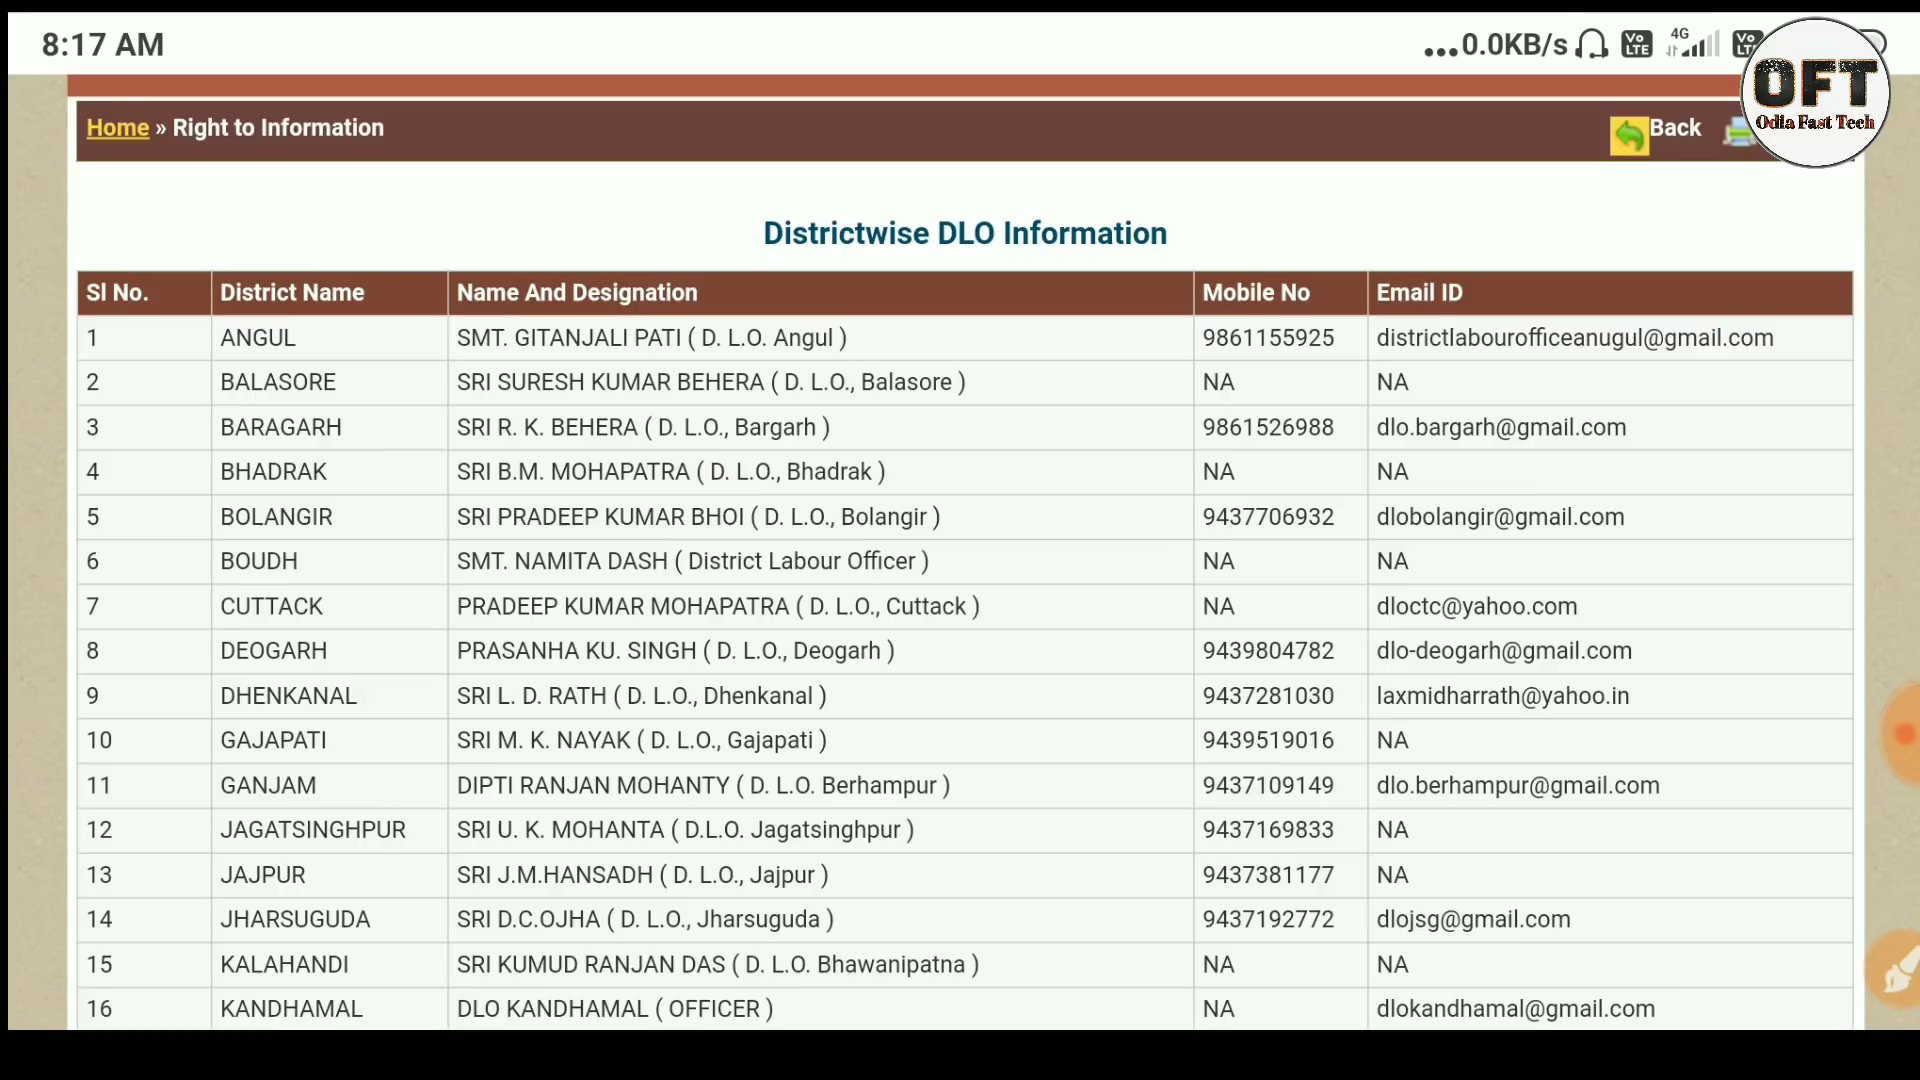 8:17 AM
...0.0KB/s Vo LTE 4G Vo
OFT
Odia Fast Tech
Home » Right to Information
Back
Districtwise DLO Information
Sl No. District Name Name And Designation Mobile No Email ID
1 ANGUL SMT. GITANJALI PATI ( D. L.O. Angul ) 9861155925 districtlabourofficeanugul@gmail.com
2 BALASORE SRI SURESH KUMAR BEHERA ( D. L.O., Balasore ) NA NA
3 BARAGARH SRI R. K. BEHERA ( D. L.O., Bargarh ) 9861526988 dlo.bargarh@gmail.com
4 BHADRAK SRI B.M. MOHAPATRA ( D. L.O., Bhadrak ) NA NA
5 BOLANGIR SRI PRADEEP KUMAR BHOI ( D. L.O., Bolangir ) 9437706932 dlobolangir@gmail.com
6 BOUDH SMT. NAMITA DASH ( District Labour Officer ) NA NA
7 CUTTACK PRADEEP KUMAR MOHAPATRA ( D. L.O., Cuttack ) NA dloctc@yahoo.com
8 DEOGARH PRASANHA KU. SINGH ( D. L.O., Deogarh ) 9439804782 dlo-deogarh@gmail.com
9 DHENKANAL SRI L. D. RATH ( D. L.O., Dhenkanal ) 9437281030 laxmidharrath@yahoo.in
10 GAJAPATI SRI M. K. NAYAK ( D. L.O., Gajapati ) 9439519016 NA
11 GANJAM DIPTI RANJAN MOHANTY ( D. L.O. Berhampur ) 9437109149 dlo.berhampur@gmail.com
12 JAGATSINGHPUR SRI U. K. MOHANTA ( D.L.O. Jagatsinghpur ) 9437169833 NA
13 JAJPUR SRI J.M.HANSADH ( D. L.O., Jajpur ) 9437381177 NA
14 JHARSUGUDA SRI D.C.OJHA ( D. L.O., Jharsuguda ) 9437192772 dlojsg@gmail.com
15 KALAHANDI SRI KUMUD RANJAN DAS ( D. L.O. Bhawanipatna ) NA NA
16 KANDHAMAL DLO KANDHAMAL ( OFFICER ) NA dlokandhamal@gmail.com